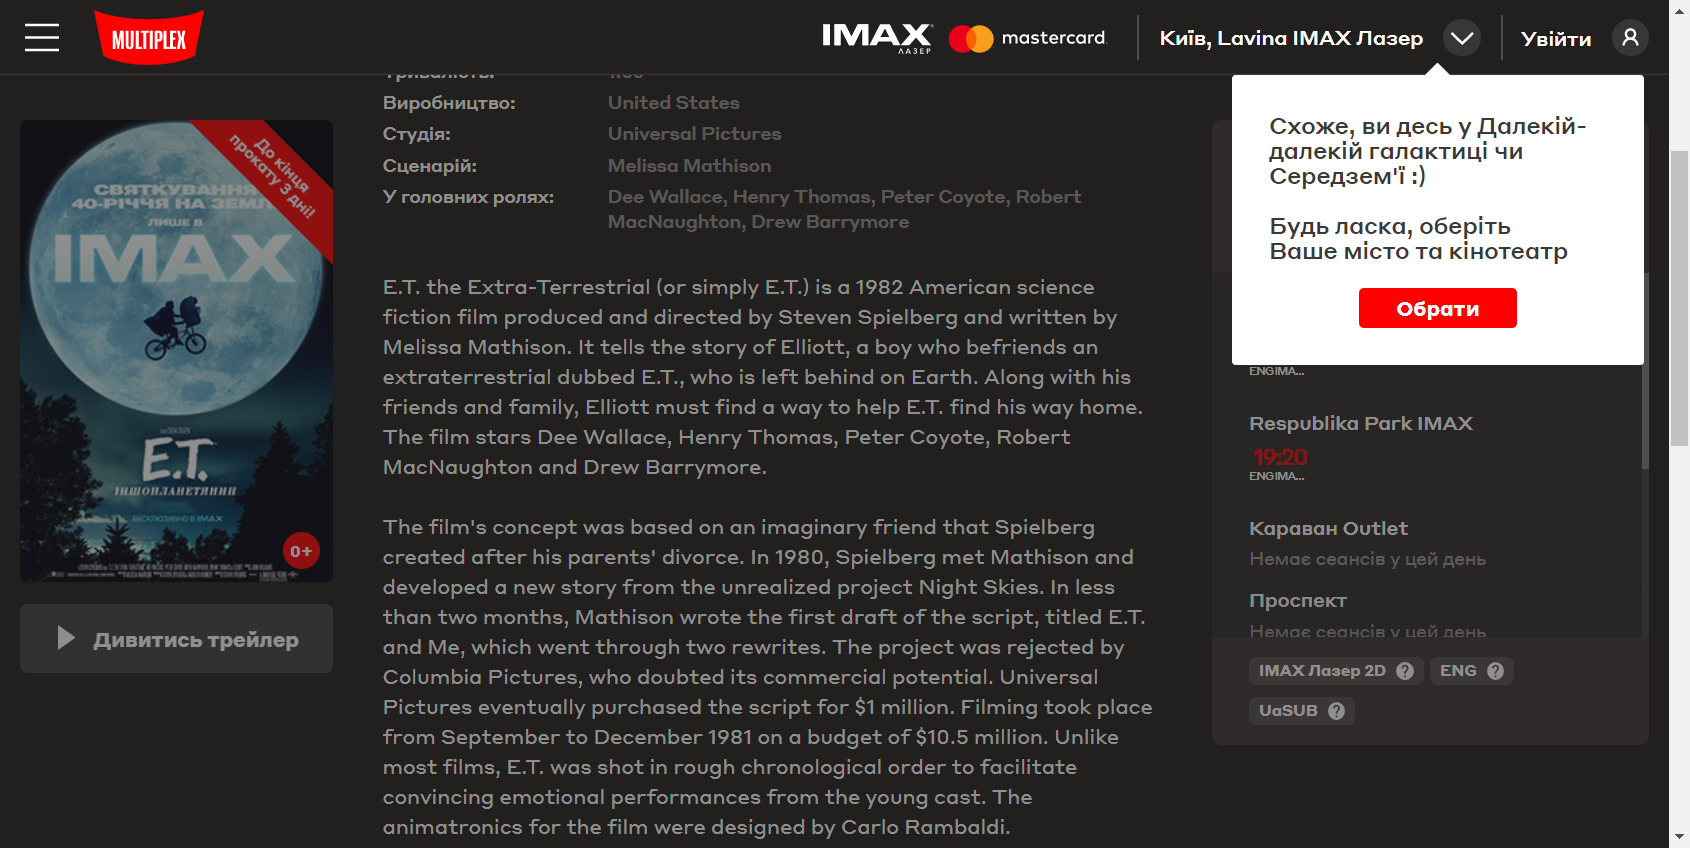 MULTIPLEX
IMAX
ЛАЗЕР
mastercard.
Київ, Lavina IMAX Лазер
Увійти
Виробництво: United States
Студія: Universal Pictures
Сценарій: Melissa Mathison
У головних ролях: Dee Wallace, Henry Thomas, Peter Coyote, Robert
MacNaughton, Drew Barrymore
До кінця
прокату 3 дні!
СВЯТКУВАННЯ
40-РІЧЧЯ НА ЗЕМЛ
ЛИШЕ В
IMAX
E.T.
ІНШОПЛАНЕТЯНИН
ЕКСКЛЮЗИВНО В IMAX
0+
Дивитись трейлер
E.T. the Extra-Terrestrial (or simply E.T.) is a 1982 American science
fiction film produced and directed by Steven Spielberg and written by
Melissa Mathison. It tells the story of Elliott, a boy who befriends an
extraterrestrial dubbed E.T., who is left behind on Earth. Along with his
friends and family, Elliott must find a way to help E.T. find his way home.
The film stars Dee Wallace, Henry Thomas, Peter Coyote, Robert
MacNaughton and Drew Barrymore.
The film's concept was based on an imaginary friend that Spielberg
created after his parents' divorce. In 1980, Spielberg met Mathison and
developed a new story from the unrealized project Night Skies. In less
than two months, Mathison wrote the first draft of the script, titled E.T.
and Me, which went through two rewrites. The project was rejected by
Columbia Pictures, who doubted its commercial potential. Universal
Pictures eventually purchased the script for $1 million. Filming took place
from September to December 1981 on a budget of $10.5 million. Unlike
most films, E.T. was shot in rough chronological order to facilitate
convincing emotional performances from the young cast. The
animatronics for the film were designed by Carlo Rambaldi.
Схоже, ви десь у Далекій-
далекій галактиці чи
Середзем'ї :)
Будь ласка, оберіть
Ваше місто та кінотеатр
Обрати
ENGIMA...
Respublika Park IMAX
19:20
ENGIMA...
Караван Outlet
Немає сеансів у цей день
Проспект
Немає сеансів у цей день
IMAX Лазер 2D ?
ENG ?
UaSUB ?